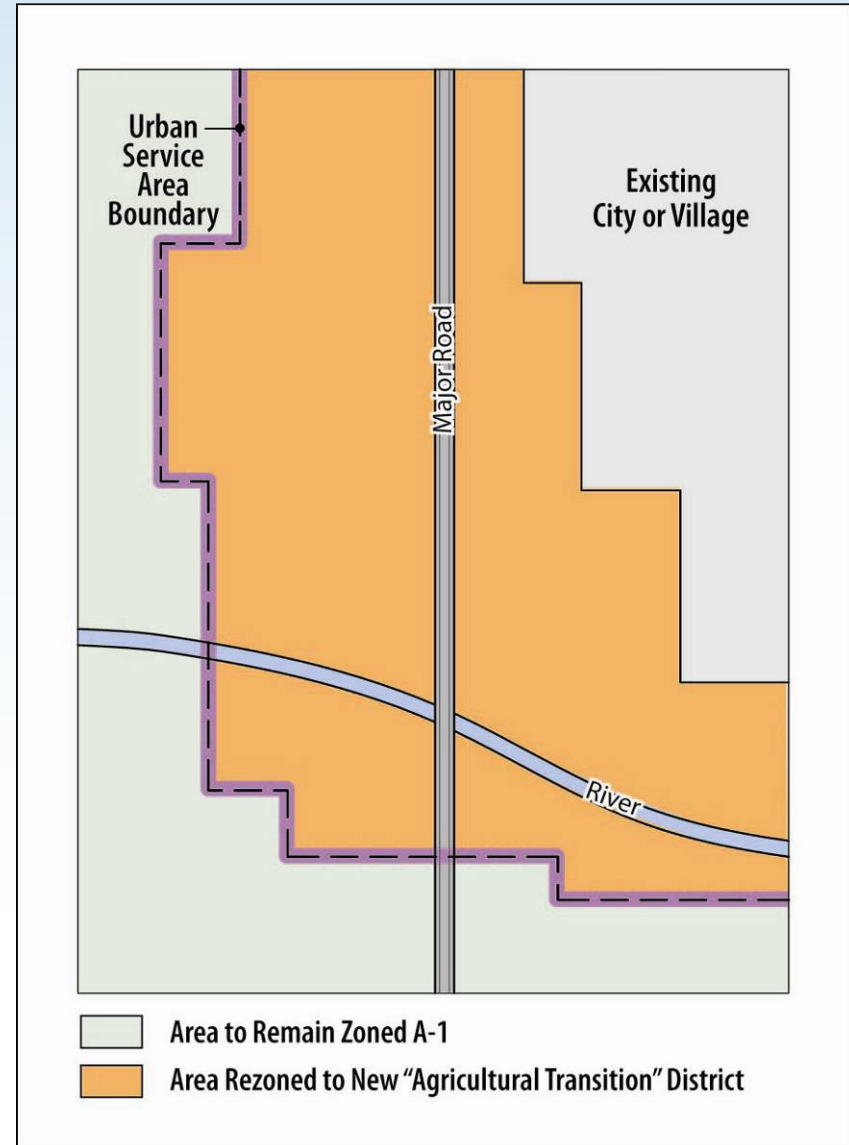 Urban
Service
Area
Boundary
Existing
City or Village
Major Road
River
Area to Remain Zoned A-1
Area Rezoned to New “Agricultural Transition” District